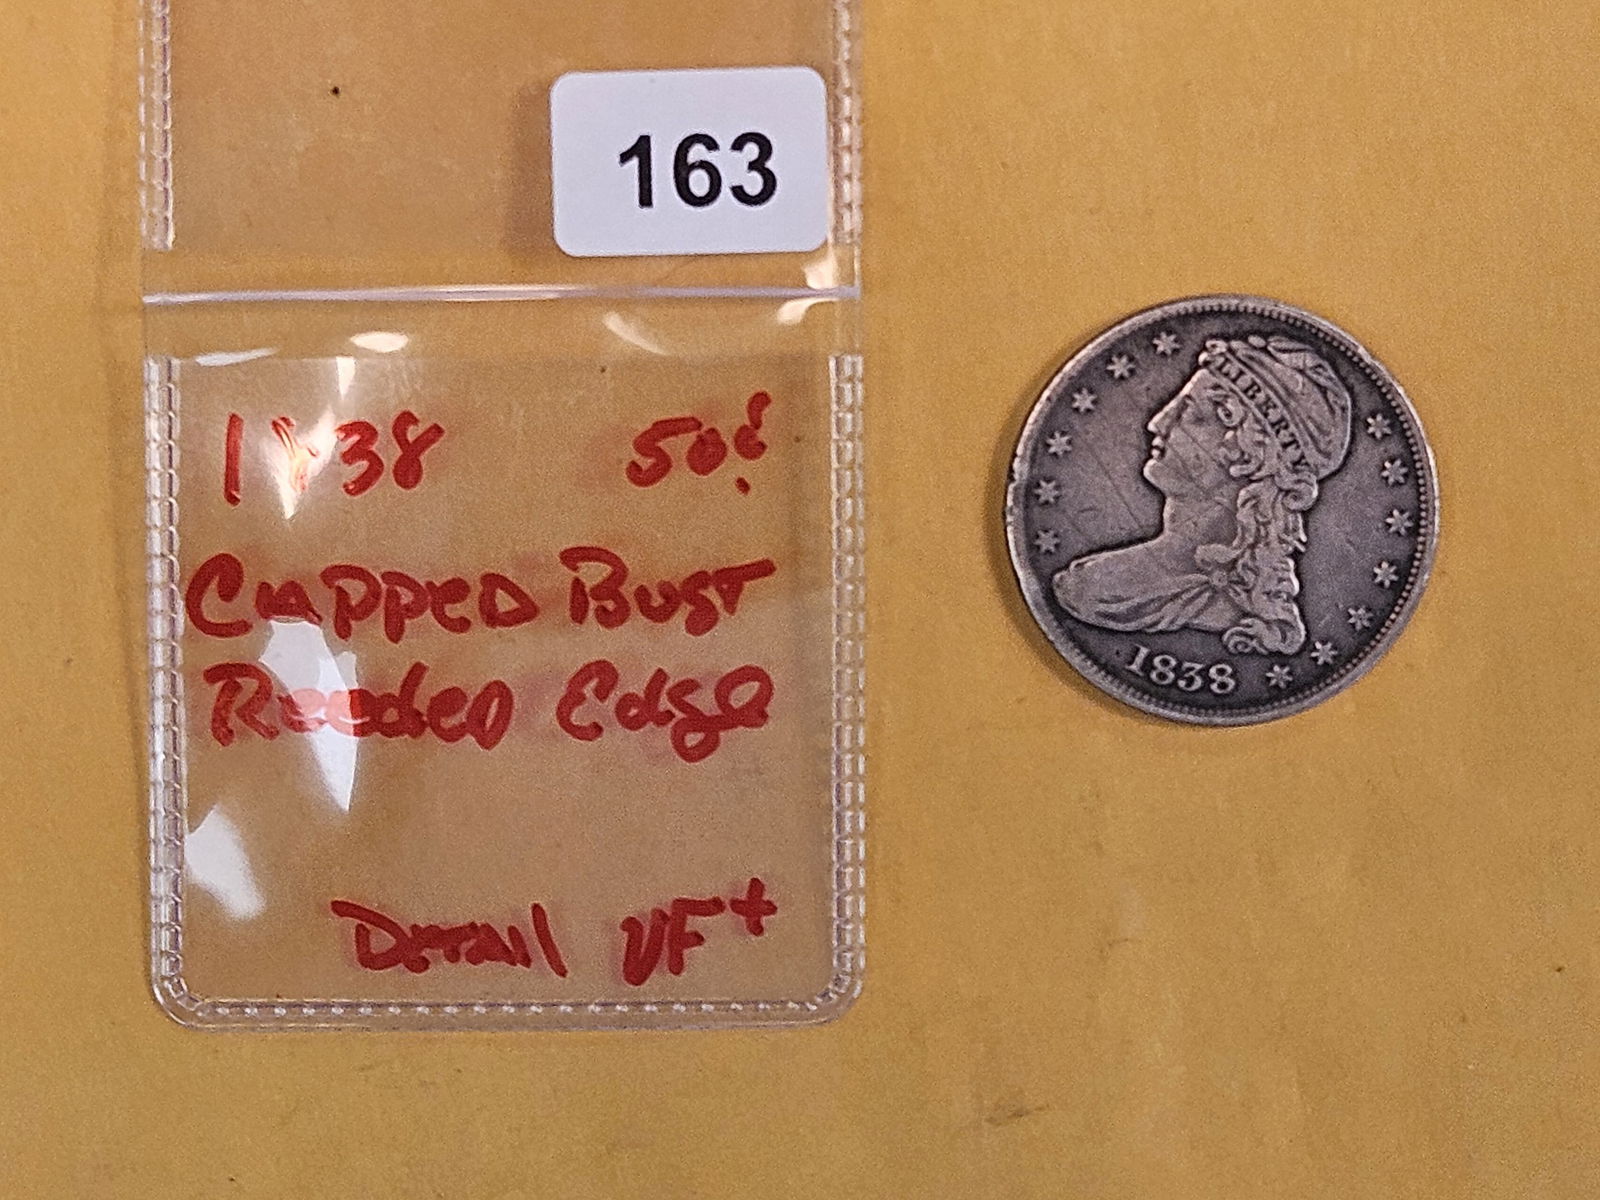 163
1838 50¢
Capped Bust
Reeded Edge
Detail VF+
LIBERTY
1838